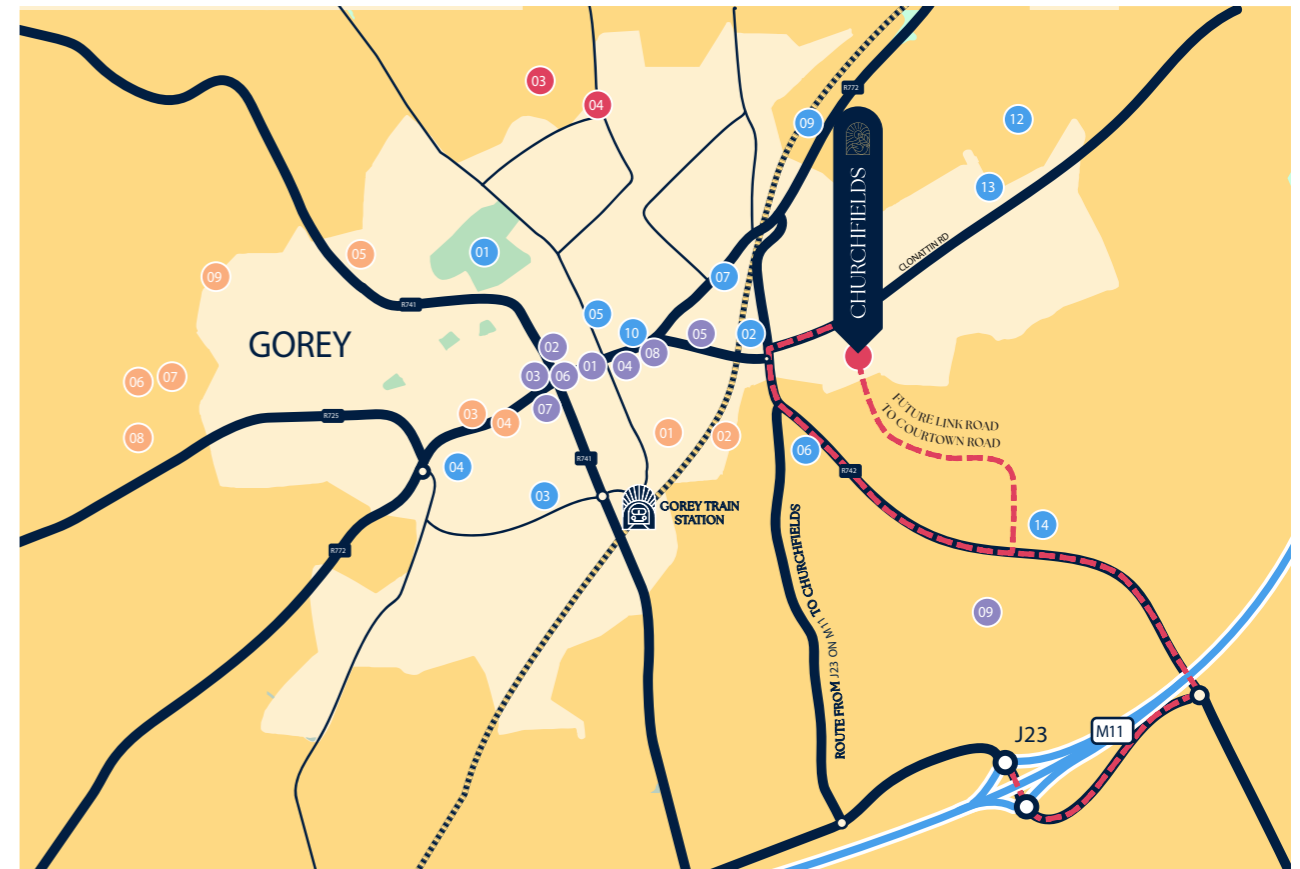 03
04
R772
09
12
13
CHURCHFIELDS
01
05
09
CLONATTIN RD
07
R741
05
10
02
05
GOREY
02
08
01
04
03
06
06
07
FUTURE LINK ROAD
TO COURTOWN ROAD
07
03
04
R725
08
01
02
06
R741
04
R742
03
GOREY TRAIN
STATION
14
R772
ROUTE FROM J23 ON M11 TO CHURCHFIELDS
09
J23
M11